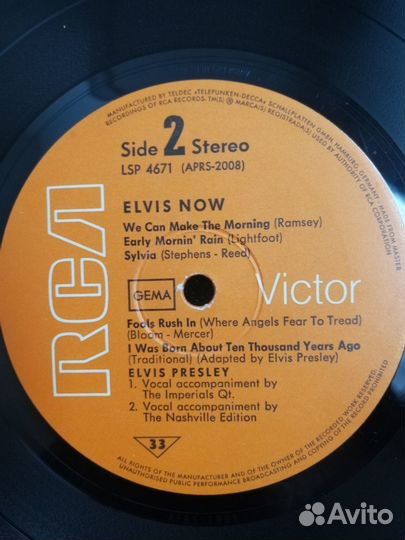 MANUFACTURED BY TELDEC »TELEFUNKEN-DECCA« SCHALLPLATTEN GMBH, HAMBURG, GERMANY, MADE FROM MASTER
RECORDINGS OF RCA RECORDS. TM(S) ® MARCA(S) REGISTRADA(S) USED BY AUTHORITY OF RCA CORPORATION
Side 2 Stereo
LSP 4671 (APRS-2008)
ELVIS NOW
We Can Make The Morning (Ramsey)
Early Mornin' Rain (Lightfoot)
Sylvia (Stephens - Reed)
RCA
GEMA
Victor
Fools Rush In (Where Angels Fear To Tread)
(Bloom - Mercer)
I Was Born About Ten Thousand Years Ago
(Traditional) (Adapted by Elvis Presley)
ELVIS PRESLEY
1. Vocal accompaniment by
The Imperials Qt.
2. Vocal accompaniment by
The Nashville Edition
33
ALL RIGHTS OF THE MANUFACTURER AND OF THE OWNER OF THE RECORDED WORK RESERVED.
UNAUTHORISED PUBLIC PERFORMANCE BROADCASTING AND COPYING OF THIS RECORD PROHIBITED
Avito